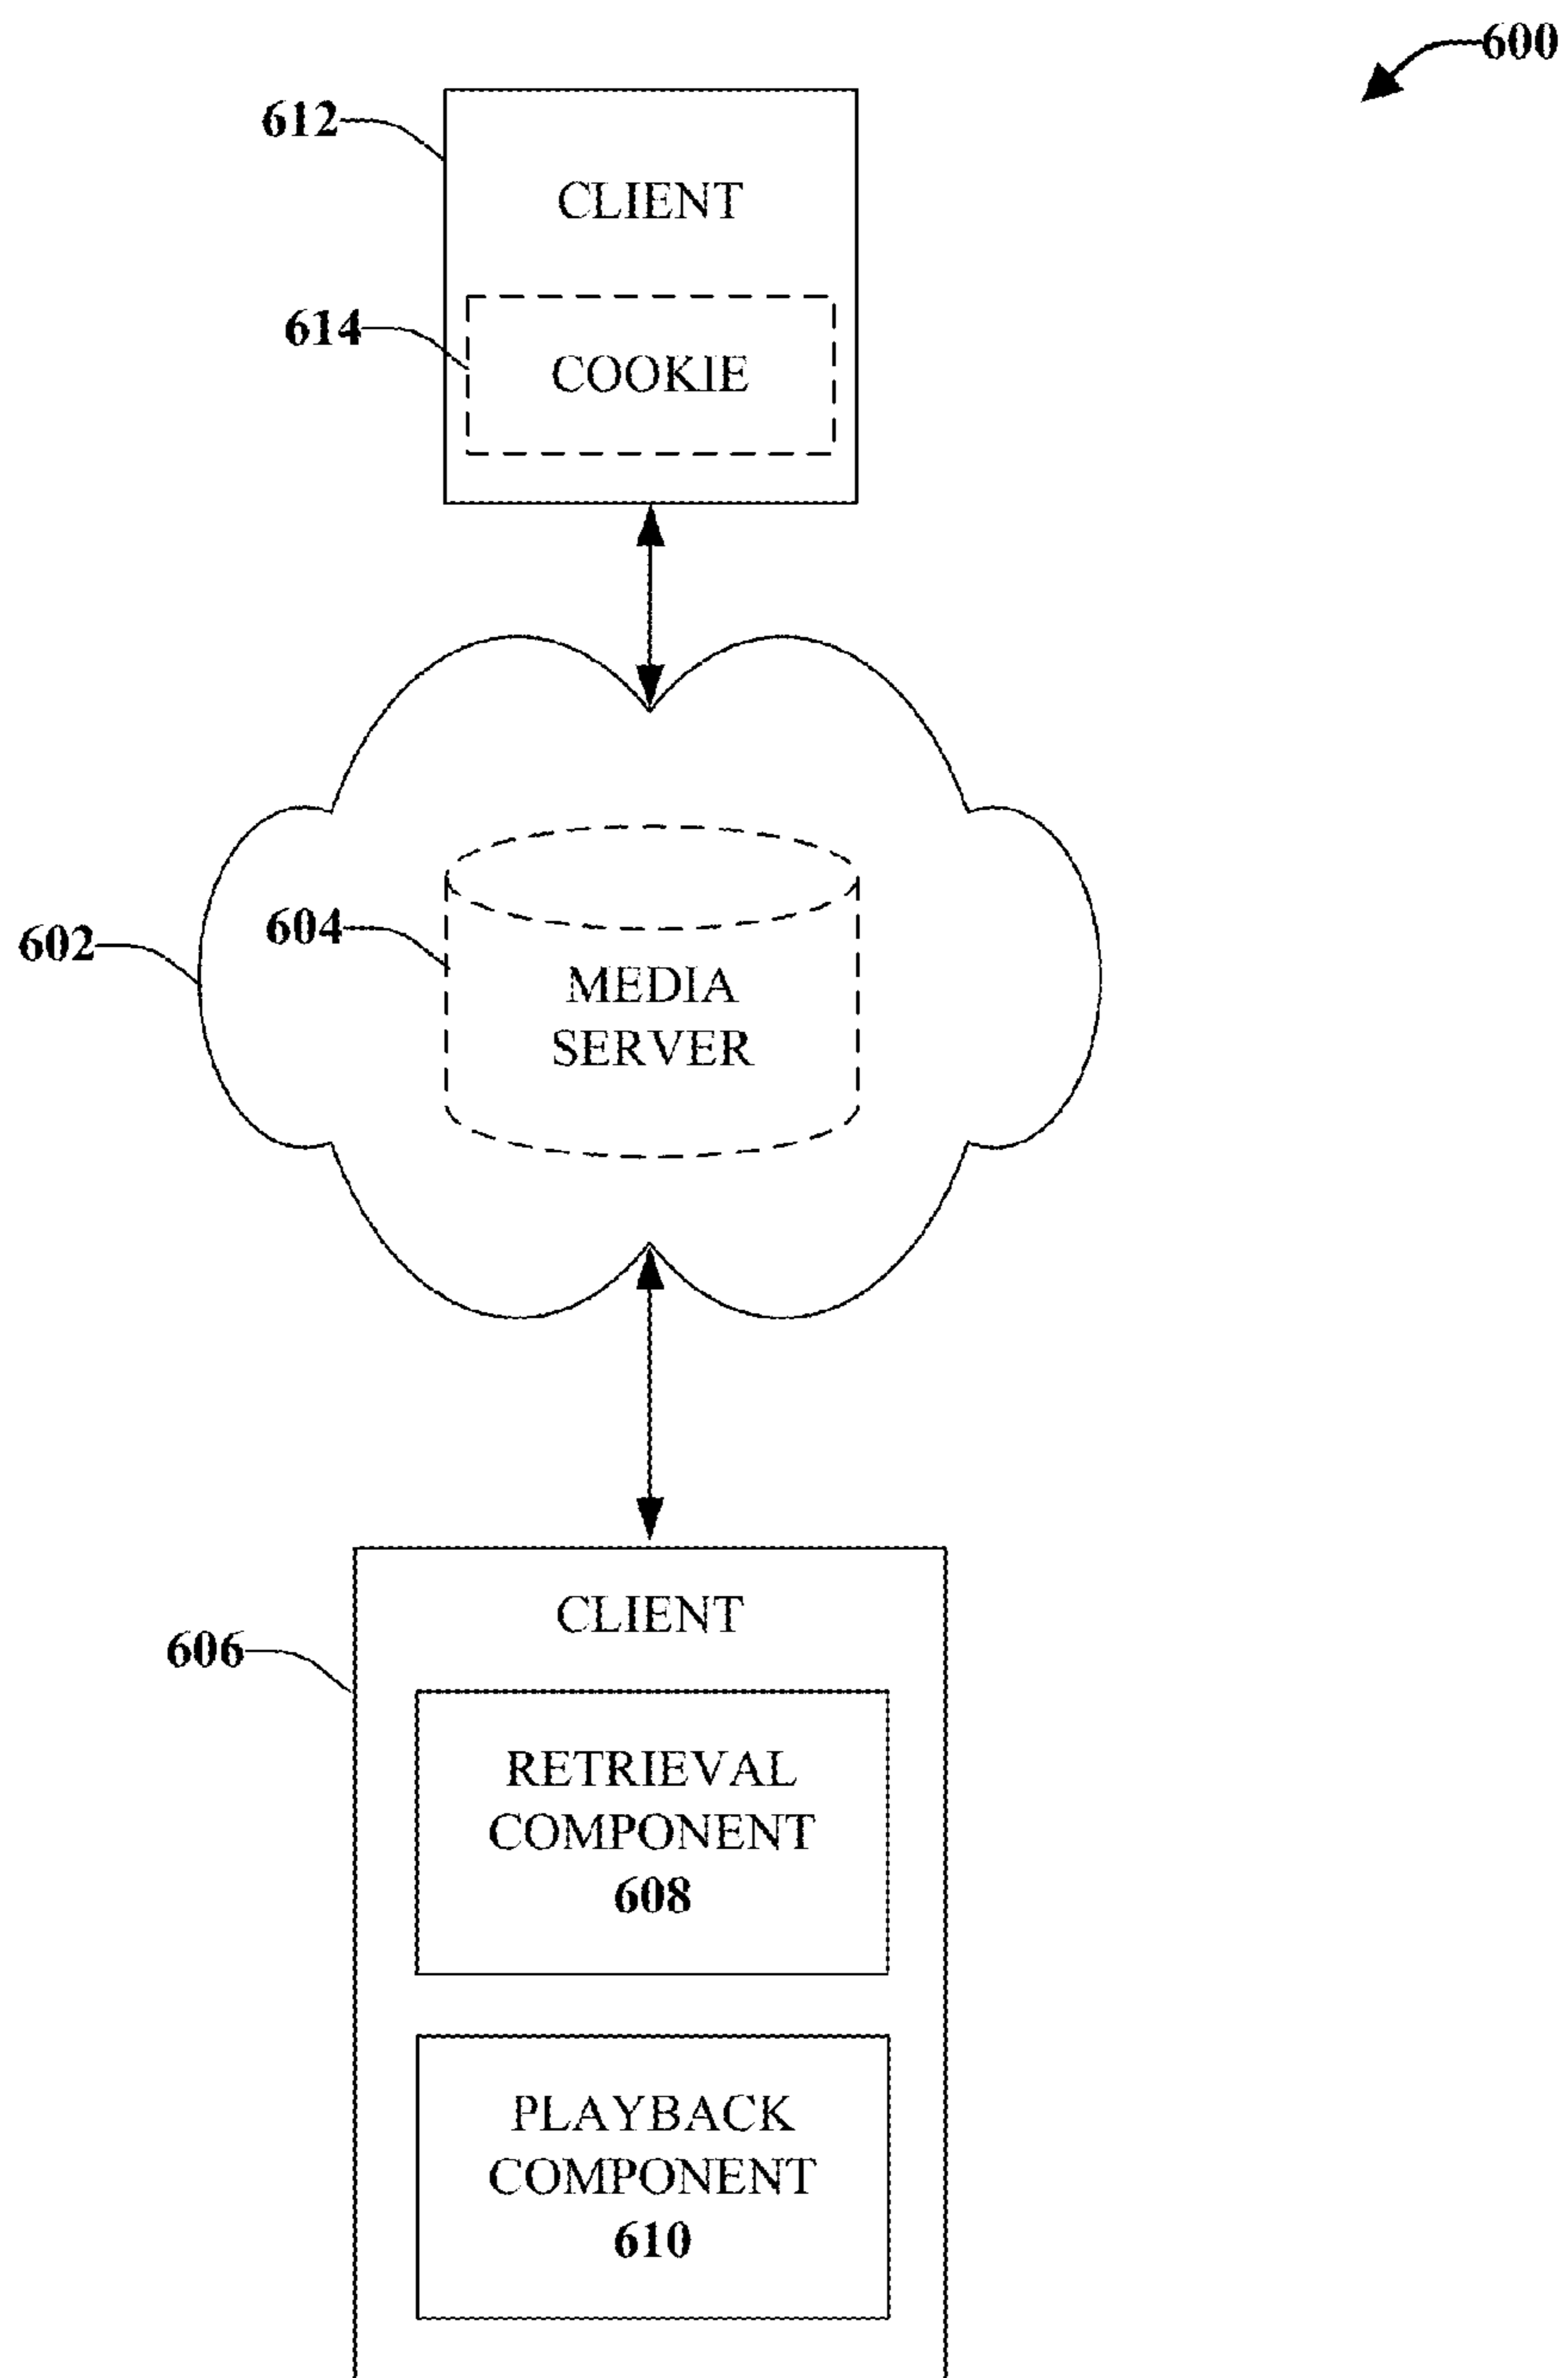 600
612
CLIENT
614
COOKIE
602
604
MEDIA
SERVER
CLIENT
606
RETRIEVAL
COMPONENT
608
PLAYBACK
COMPONENT
610